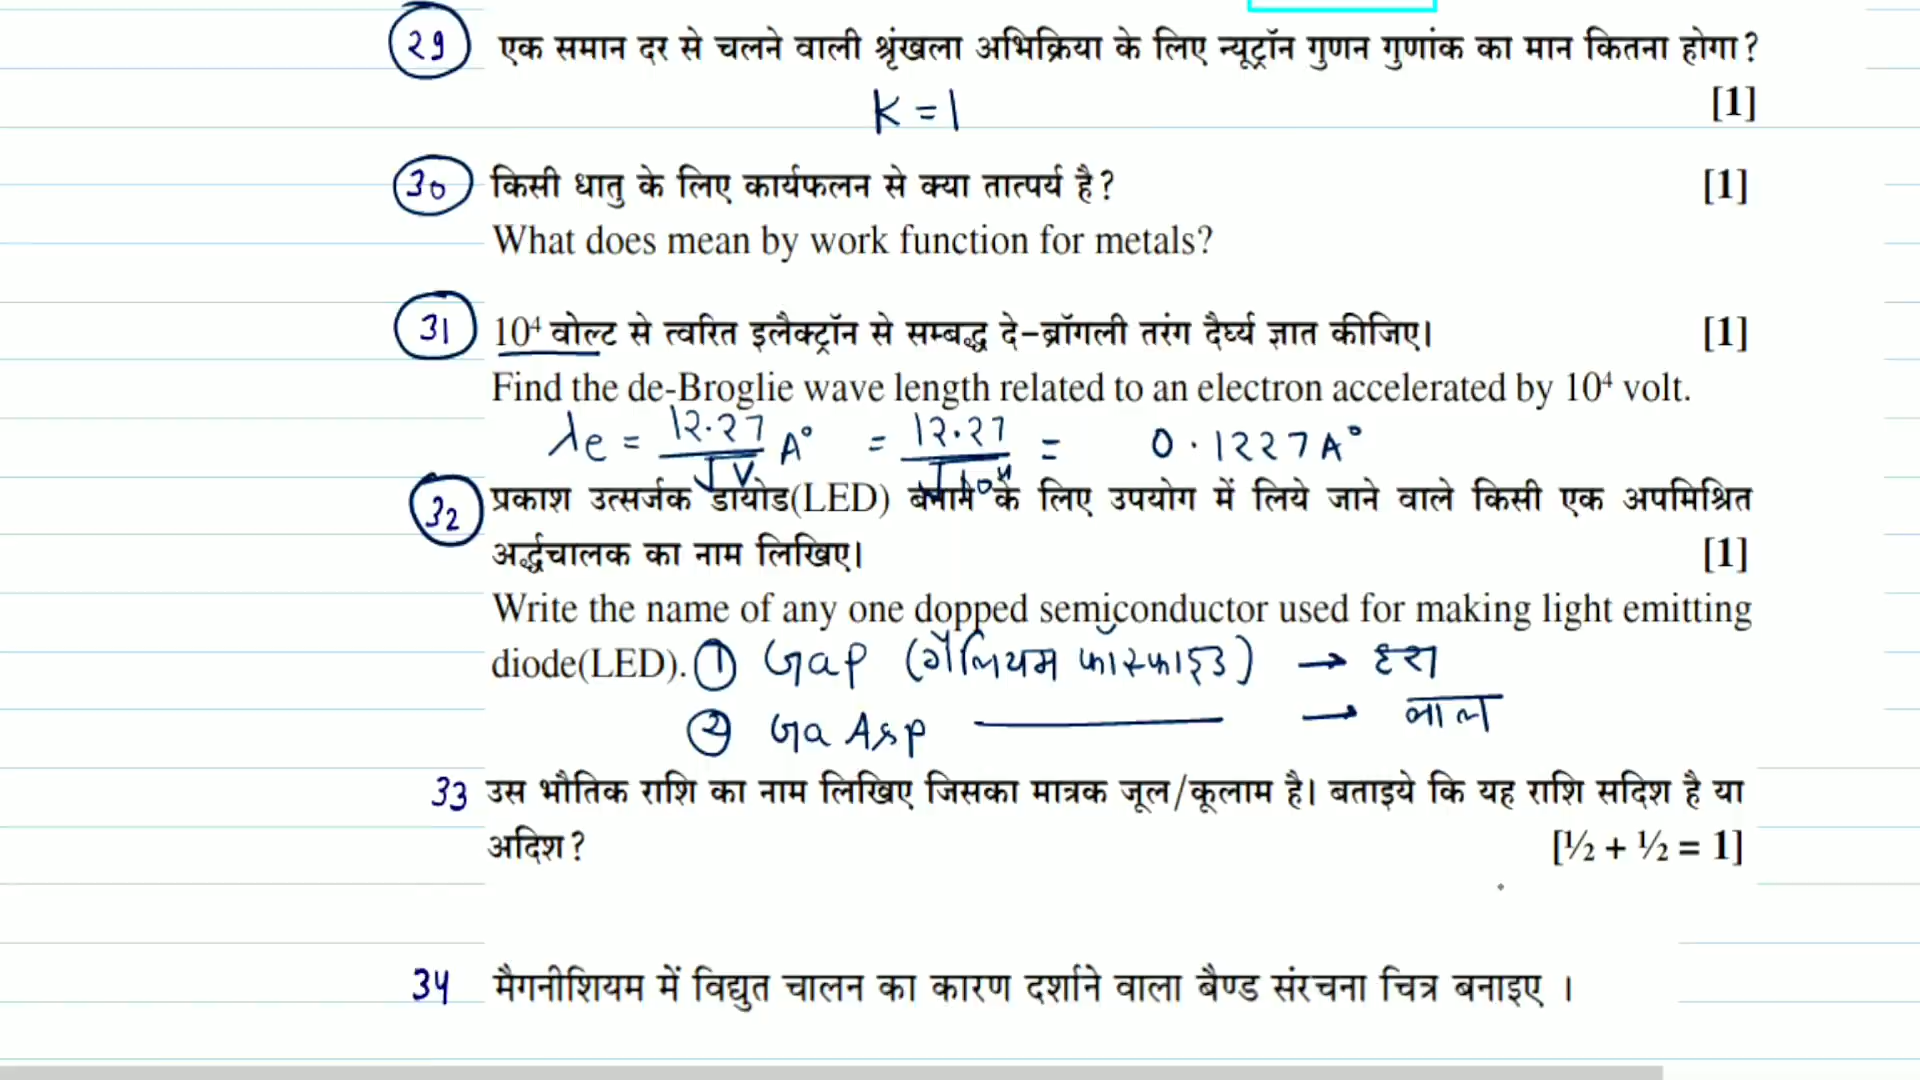 29 एक समान दर से चलने वाली श्रृंखला अभिक्रिया के लिए न्यूट्रॉन गुणन गुणांक का मान कितना होगा?
K = 1 [1]
30 किसी धातु के लिए कार्यफलन से क्या तात्पर्य है? [1]
What does mean by work function for metals?
31 10⁴ वोल्ट से त्वरित इलैक्ट्रॉन से सम्बद्ध दे-ब्रॉगली तरंग दैर्घ्य ज्ञात कीजिए। [1]
Find the de-Broglie wave length related to an electron accelerated by 10⁴ volt.
λe = 12.27/√V A° = 12.27/√10⁴ = 0.1227 A°
32 प्रकाश उत्सर्जक डायोड(LED) बनाने के लिए उपयोग में लिये जाने वाले किसी एक अपमिश्रित
अर्द्धचालक का नाम लिखिए। [1]
Write the name of any one dopped semiconductor used for making light emitting
diode(LED). ① GaP (गैलियम फॉस्फाइड) → हरा
② GaAsP → लाल
33 उस भौतिक राशि का नाम लिखिए जिसका मात्रक जूल/कूलाम है। बताइये कि यह राशि सदिश है या
अदिश? [½ + ½ = 1]
34 मैगनीशियम में विद्युत चालन का कारण दर्शाने वाला बैण्ड संरचना चित्र बनाइए ।